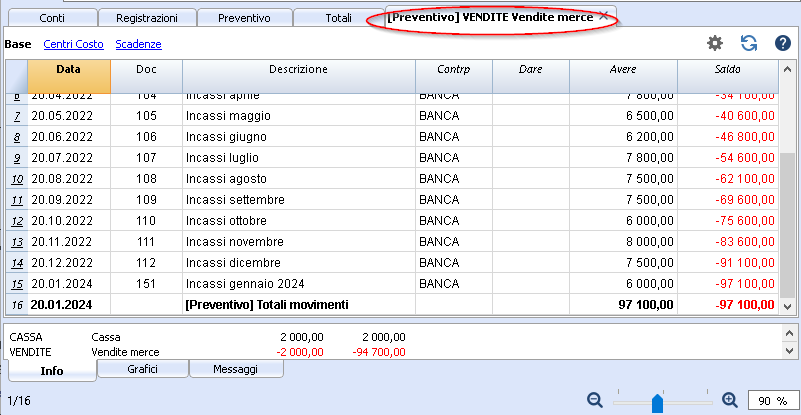 Conti Registrazioni Preventivo Totali [Preventivo] VENDITE Vendite merce
Base Centri Costo Scadenze
Data Doc Descrizione Contrp Dare Avere Saldo
6 20.04.2022 104 Incassi aprile BANCA 7 800,00 -34 100,00
7 20.05.2022 105 Incassi maggio BANCA 6 500,00 -40 600,00
8 20.06.2022 106 Incassi giugno BANCA 6 200,00 -46 800,00
9 20.07.2022 107 Incassi luglio BANCA 7 800,00 -54 600,00
10 20.08.2022 108 Incassi agosto BANCA 7 500,00 -62 100,00
11 20.09.2022 109 Incassi settembre BANCA 7 500,00 -69 600,00
12 20.10.2022 110 Incassi ottobre BANCA 6 000,00 -75 600,00
13 20.11.2022 111 Incassi novembre BANCA 8 000,00 -83 600,00
14 20.12.2022 112 Incassi dicembre BANCA 7 500,00 -91 100,00
15 20.01.2024 151 Incassi gennaio 2024 BANCA 6 000,00 -97 100,00
16 20.01.2024 [Preventivo] Totali movimenti 97 100,00 -97 100,00
CASSA Cassa 2 000,00 2 000,00
VENDITE Vendite merce -2 000,00 -94 700,00
Info Grafici Messaggi
1/16 90 %